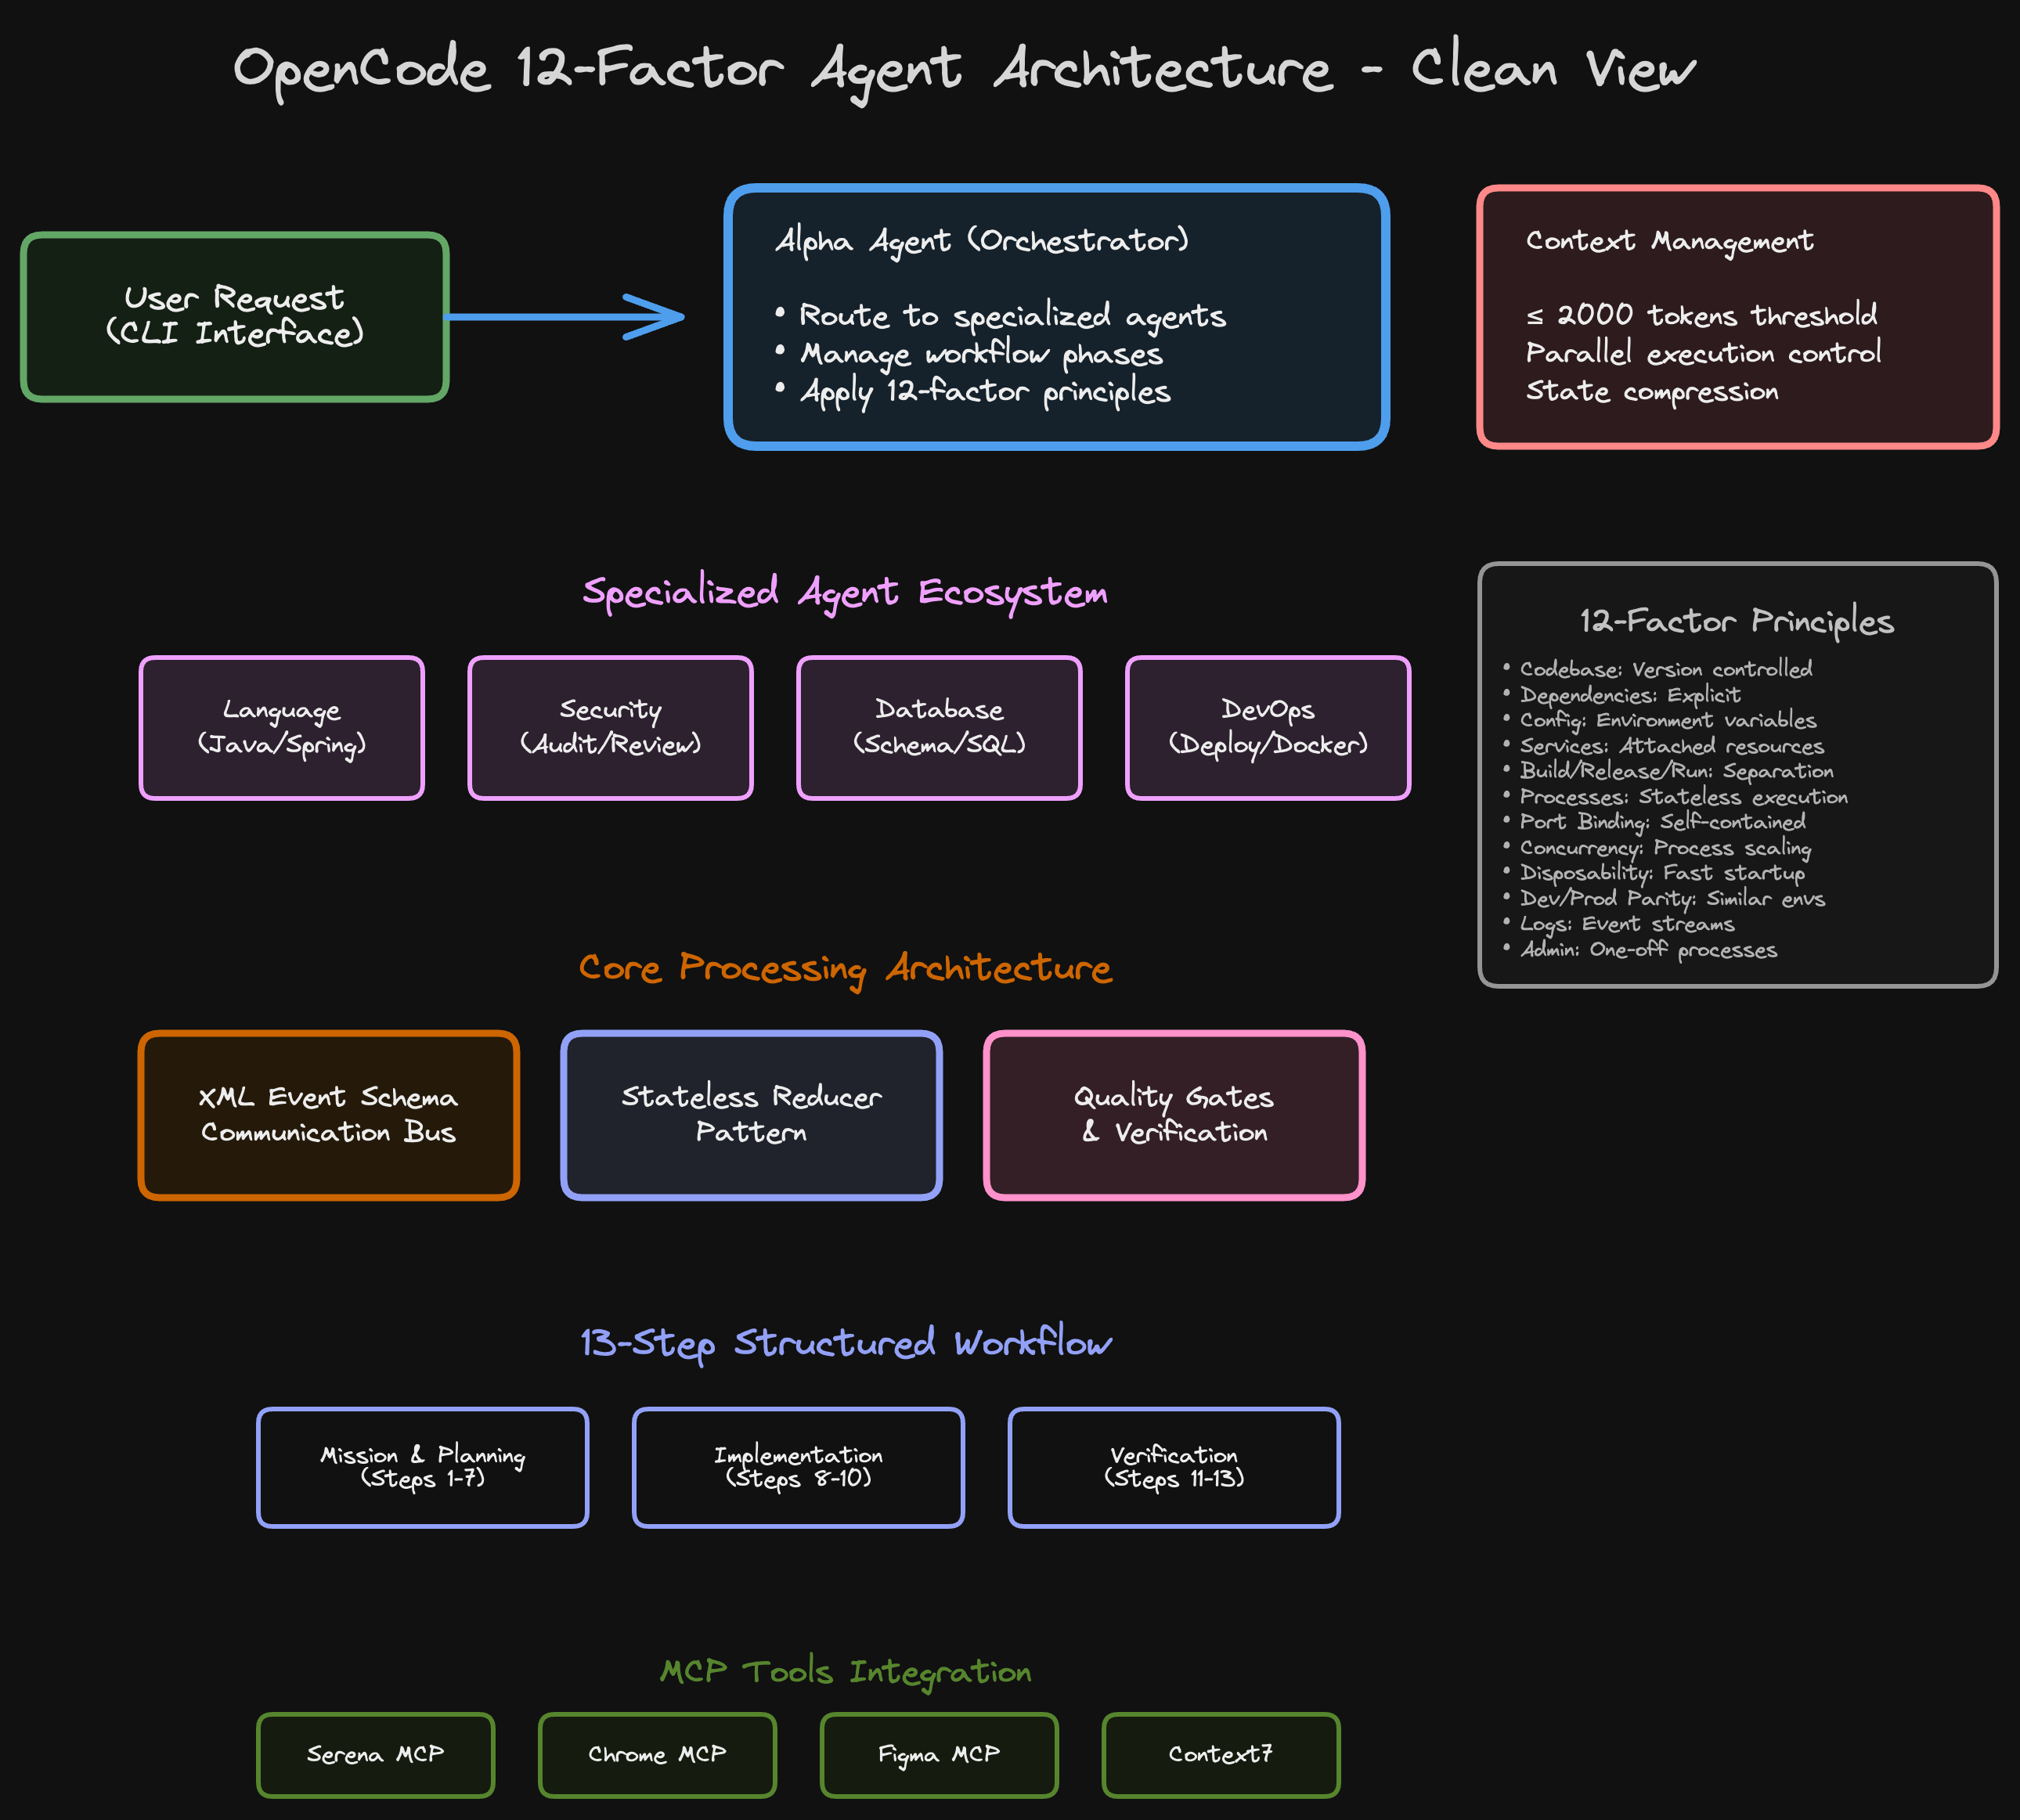 OpenCode 12-Factor Agent Architecture - Clean View
User Request
(CLI Interface)
Alpha Agent (Orchestrator)
• Route to specialized agents
• Manage workflow phases
• Apply 12-factor principles
Context Management
≤ 2000 tokens threshold
Parallel execution control
State compression
Specialized Agent Ecosystem
Language
(Java/Spring)
Security
(Audit/Review)
Database
(Schema/SQL)
DevOps
(Deploy/Docker)
12-Factor Principles
• Codebase: Version controlled
• Dependencies: Explicit
• Config: Environment variables
• Services: Attached resources
• Build/Release/Run: Separation
• Processes: Stateless execution
• Port Binding: Self-contained
• Concurrency: Process scaling
• Disposability: Fast startup
• Dev/Prod Parity: Similar envs
• Logs: Event streams
• Admin: One-off processes
Core Processing Architecture
XML Event Schema
Communication Bus
Stateless Reducer
Pattern
Quality Gates
& Verification
13-Step Structured Workflow
Mission & Planning
(Steps 1-7)
Implementation
(Steps 8-10)
Verification
(Steps 11-13)
MCP Tools Integration
Serena MCP
Chrome MCP
Figma MCP
Context7